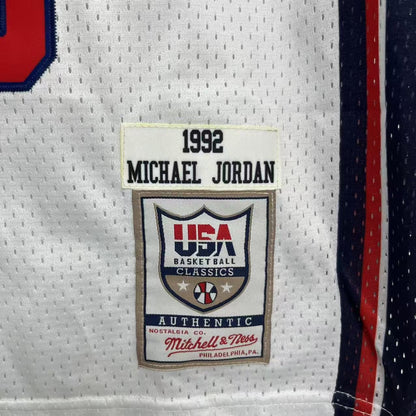 1992
MICHAEL JORDAN
USA
BASKETBALL
CLASSICS
AUTHENTIC
NOSTALGIA CO.
Mitchell & Ness
PHILADELPHIA, PA.